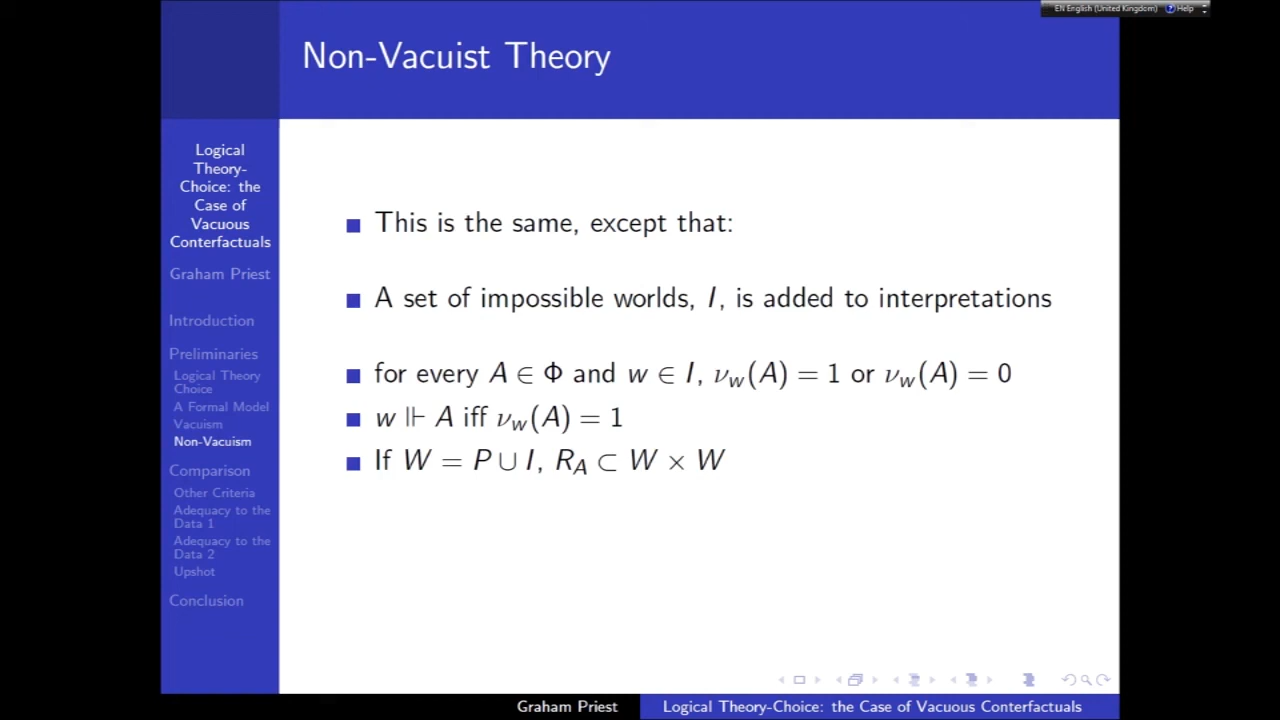 EN English (United Kingdom) Help
Non-Vacuist Theory
Logical
Theory-
Choice: the
Case of
Vacuous
Conterfactuals
Graham Priest
Introduction
Preliminaries
Logical Theory
Choice
A Formal Model
Vacuism
Non-Vacuism
Comparison
Other Criteria
Adequacy to the
Data 1
Adequacy to the
Data 2
Upshot
Conclusion
This is the same, except that:
A set of impossible worlds, I, is added to interpretations
for every A ∈ Φ and w ∈ I, νw(A) = 1 or νw(A) = 0
w ⊩ A iff νw(A) = 1
If W = P ∪ I, RA ⊂ W × W
Graham Priest
Logical Theory-Choice: the Case of Vacuous Conterfactuals